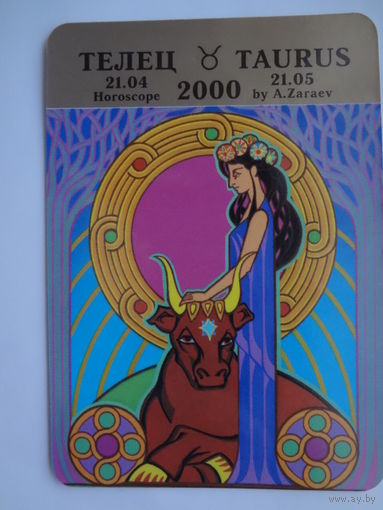 ТЕЛЕЦ ♉ TAURUS
21.04 2000 21.05
Horoscope by A.Zaraev
www.ay.by